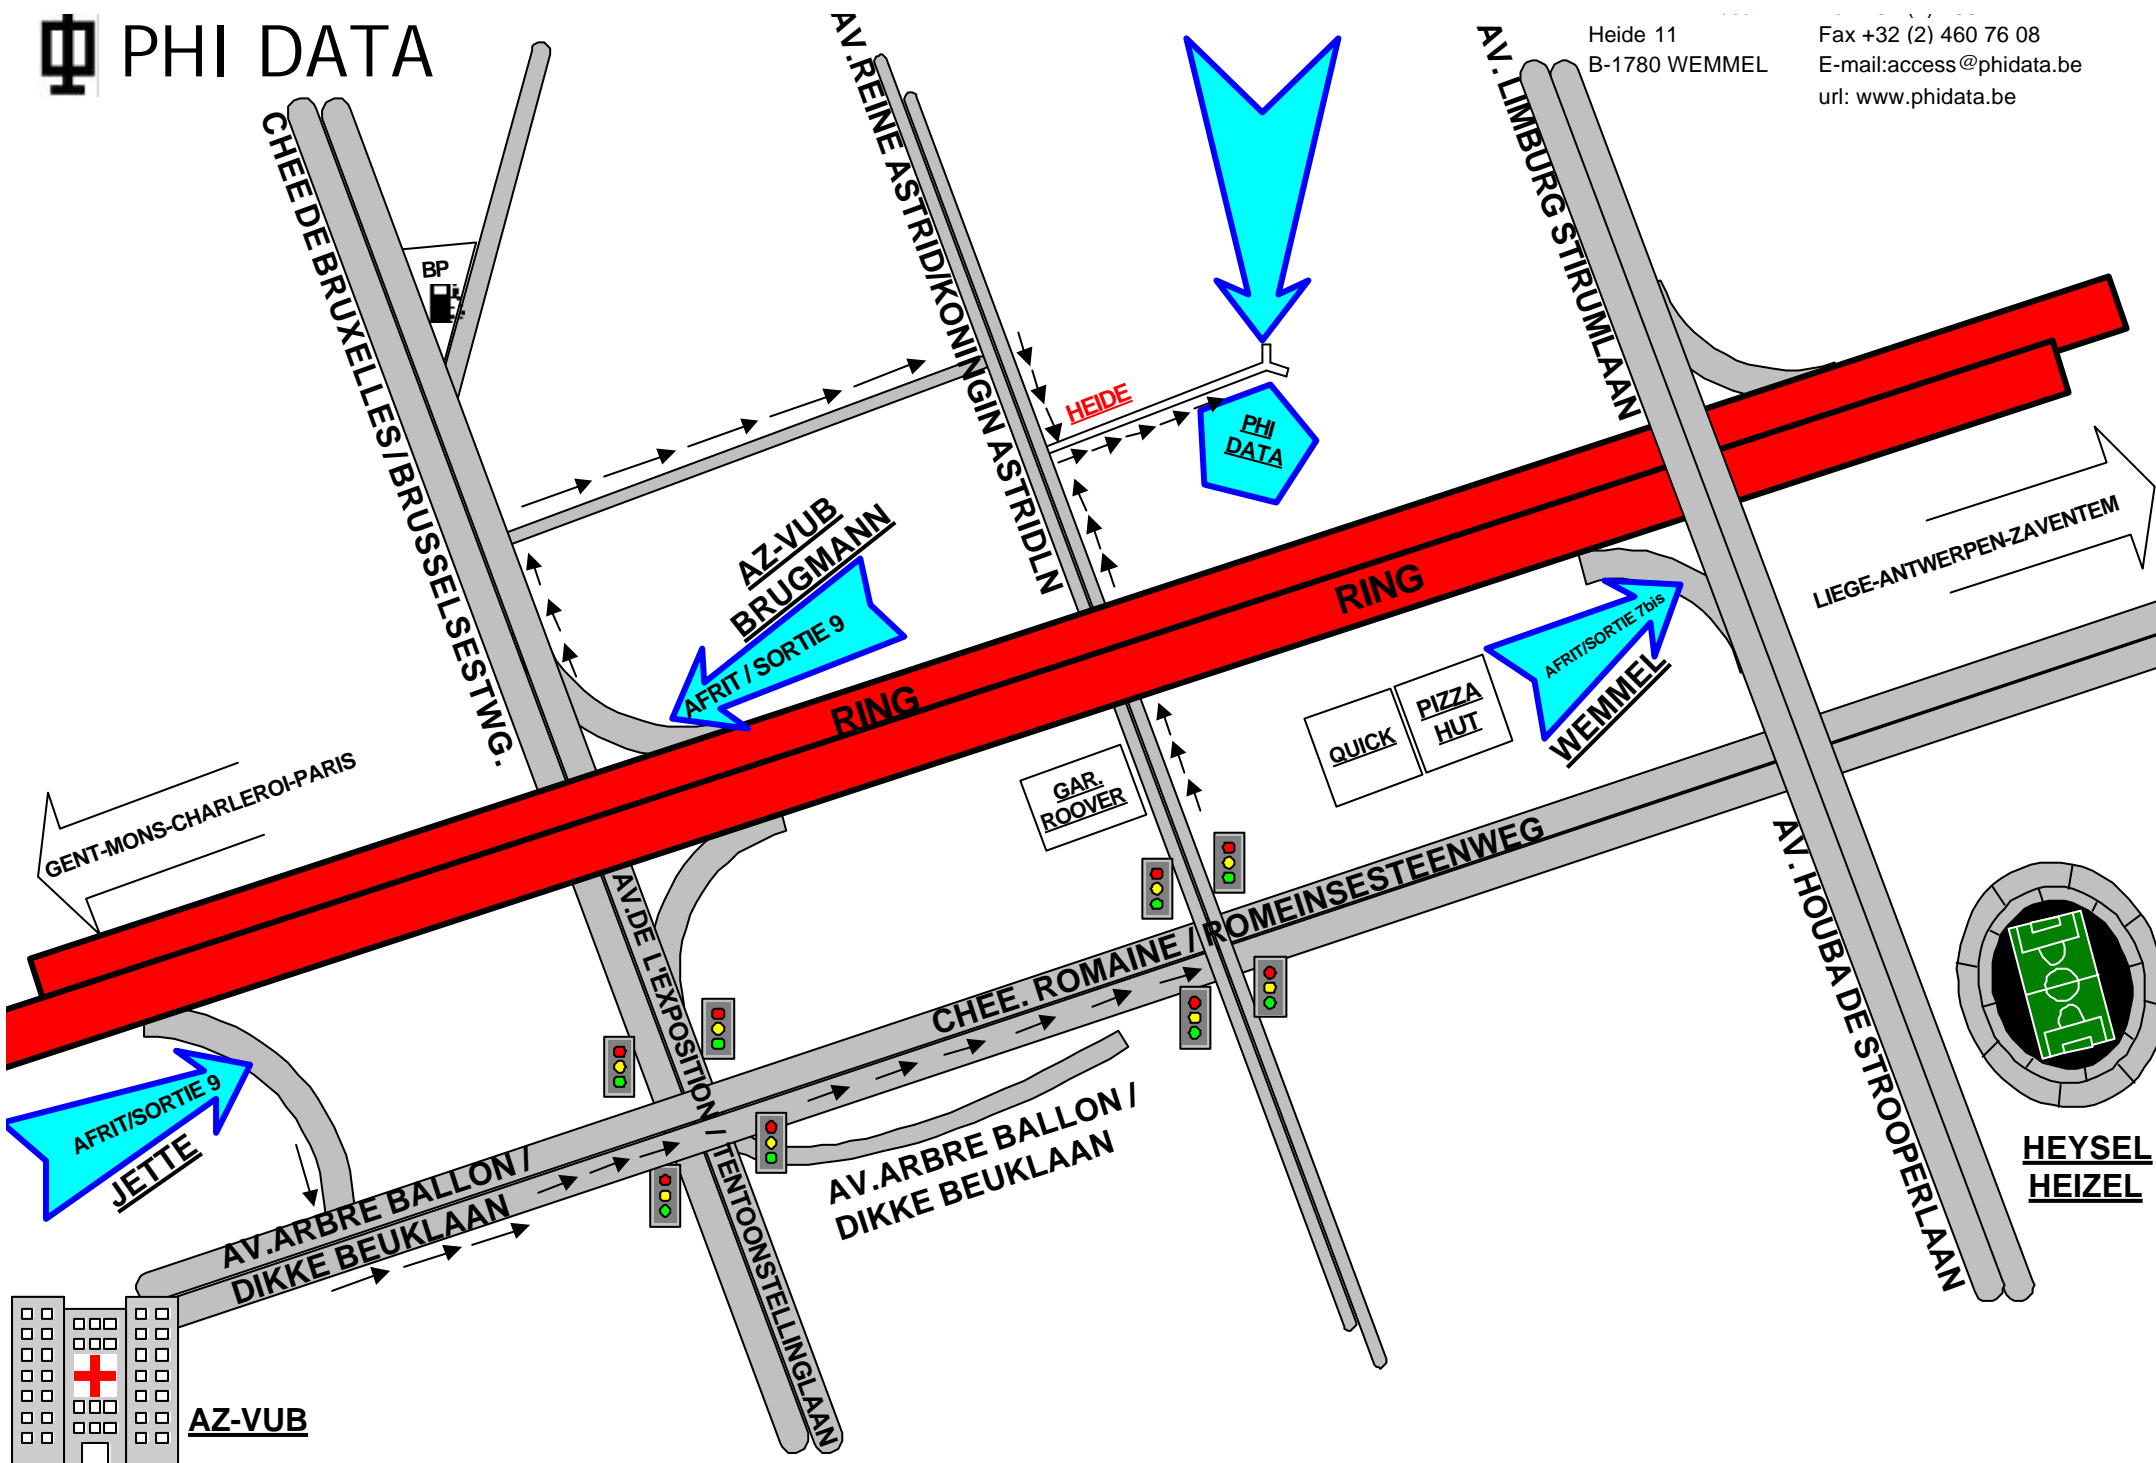 PHI DATA
Heide 11
B-1780 WEMMEL
Fax +32 (2) 460 76 08
E-mail:access@phidata.be
url: www.phidata.be
CHEE DE BRUXELLES / BRUSSELSESTWG.
BP
AV.REINE ASTRID/KONINGIN ASTRIDLN
AV. LIMBURG STIRUMLAAN
HEIDE
PHI
DATA
AZ-VUB
BRUGMANN
AFRIT / SORTIE 9
RING
RING
AFRIT/SORTIE 7bis
WEMMEL
LIEGE-ANTWERPEN-ZAVENTEM
GENT-MONS-CHARLEROI-PARIS
QUICK
PIZZA
HUT
GAR.
ROOVER
AV.DE L'EXPOSITION / TENTOONSTELLINGLAAN
CHEE. ROMAINE / ROMEINSESTEENWEG
AV. HOUBA DE STROOPERLAAN
AFRIT/SORTIE 9
JETTE
AV.ARBRE BALLON /
DIKKE BEUKLAAN
AV.ARBRE BALLON /
DIKKE BEUKLAAN
HEYSEL
HEIZEL
AZ-VUB